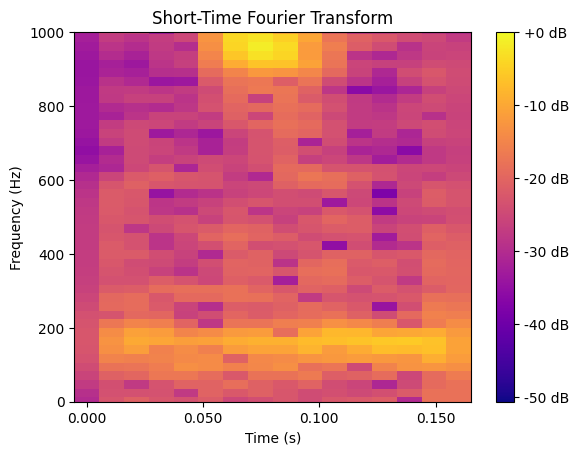 Short-Time Fourier Transform
1000
800
600
400
200
0
Frequency (Hz)
0.000
0.050
0.100
0.150
Time (s)
+0 dB
-10 dB
-20 dB
-30 dB
-40 dB
-50 dB